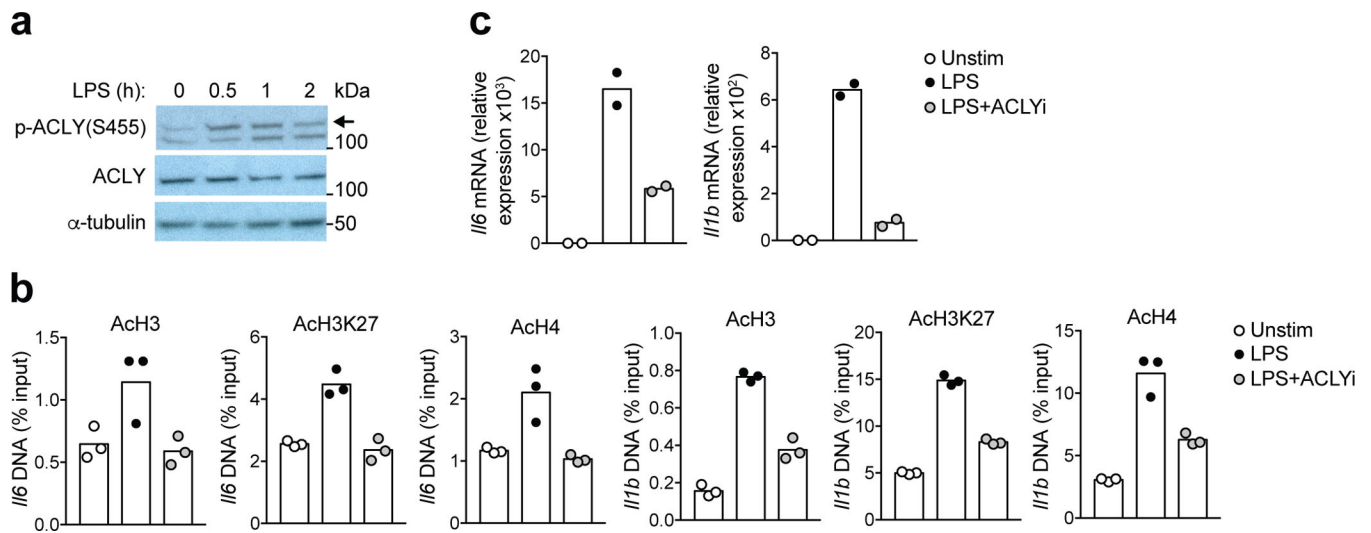 a
LPS (h): 0 0.5 1 2 kDa
p-ACLY(S455)
100
ACLY
100
α-tubulin
50
c
Il6 mRNA (relative
expression x10³)
20
15
10
5
0
Il1b mRNA (relative
expression x10²)
8
6
4
2
0
Unstim
LPS
LPS+ACLYi
b
AcH3
Il6 DNA (% input)
1.5
1.0
0.5
0.0
AcH3K27
Il6 DNA (% input)
6
4
2
0
AcH4
Il6 DNA (% input)
3
2
1
0
AcH3
Il1b DNA (% input)
1.0
0.8
0.6
0.4
0.2
0.0
AcH3K27
Il1b DNA (% input)
20
15
10
5
0
AcH4
Il1b DNA (% input)
15
10
5
0
Unstim
LPS
LPS+ACLYi